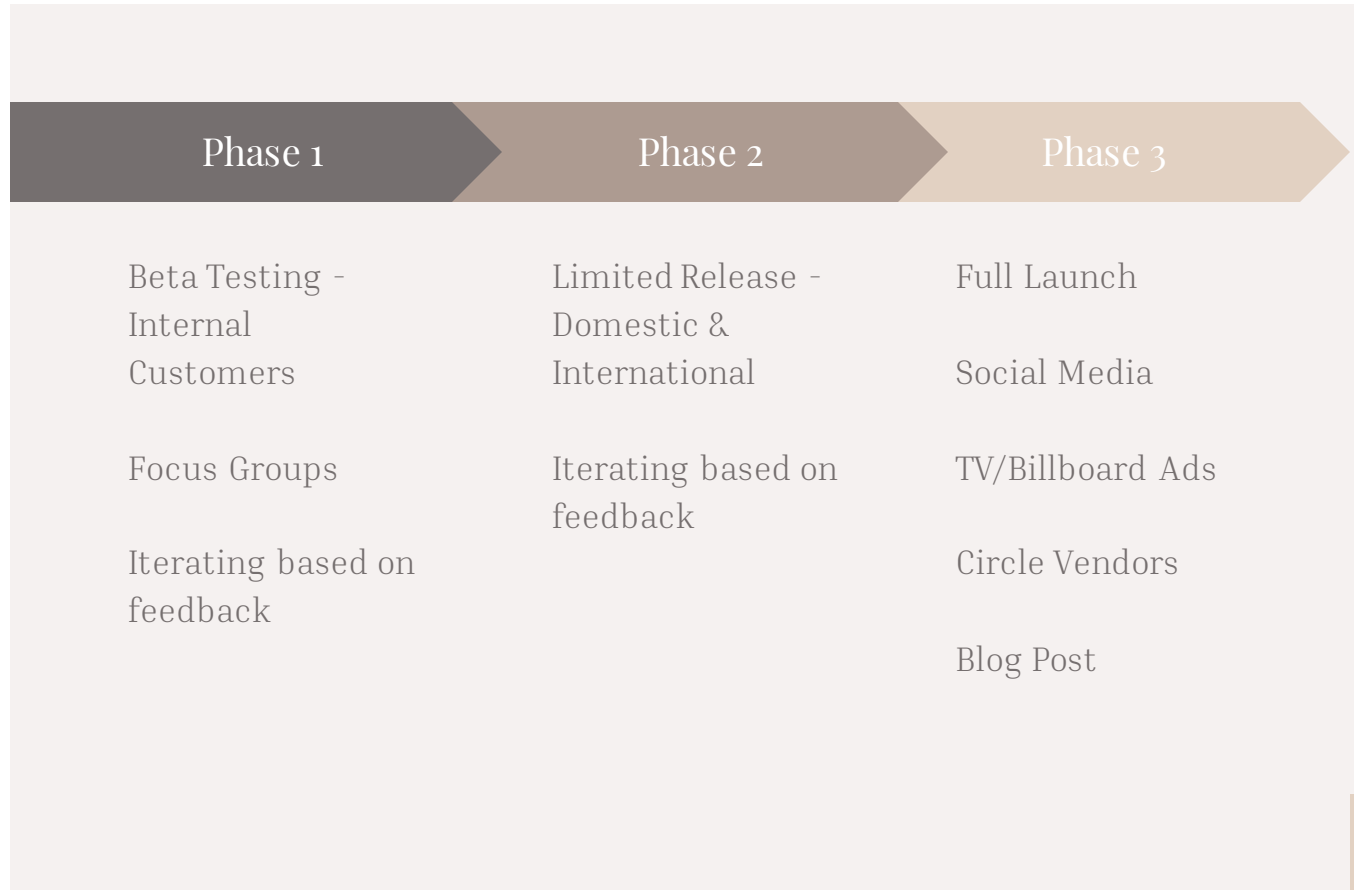 Phase 1
Beta Testing -
Internal
Customers
Focus Groups
Iterating based on
feedback
Phase 2
Limited Release -
Domestic &
International
Iterating based on
feedback
Phase 3
Full Launch
Social Media
TV/Billboard Ads
Circle Vendors
Blog Post